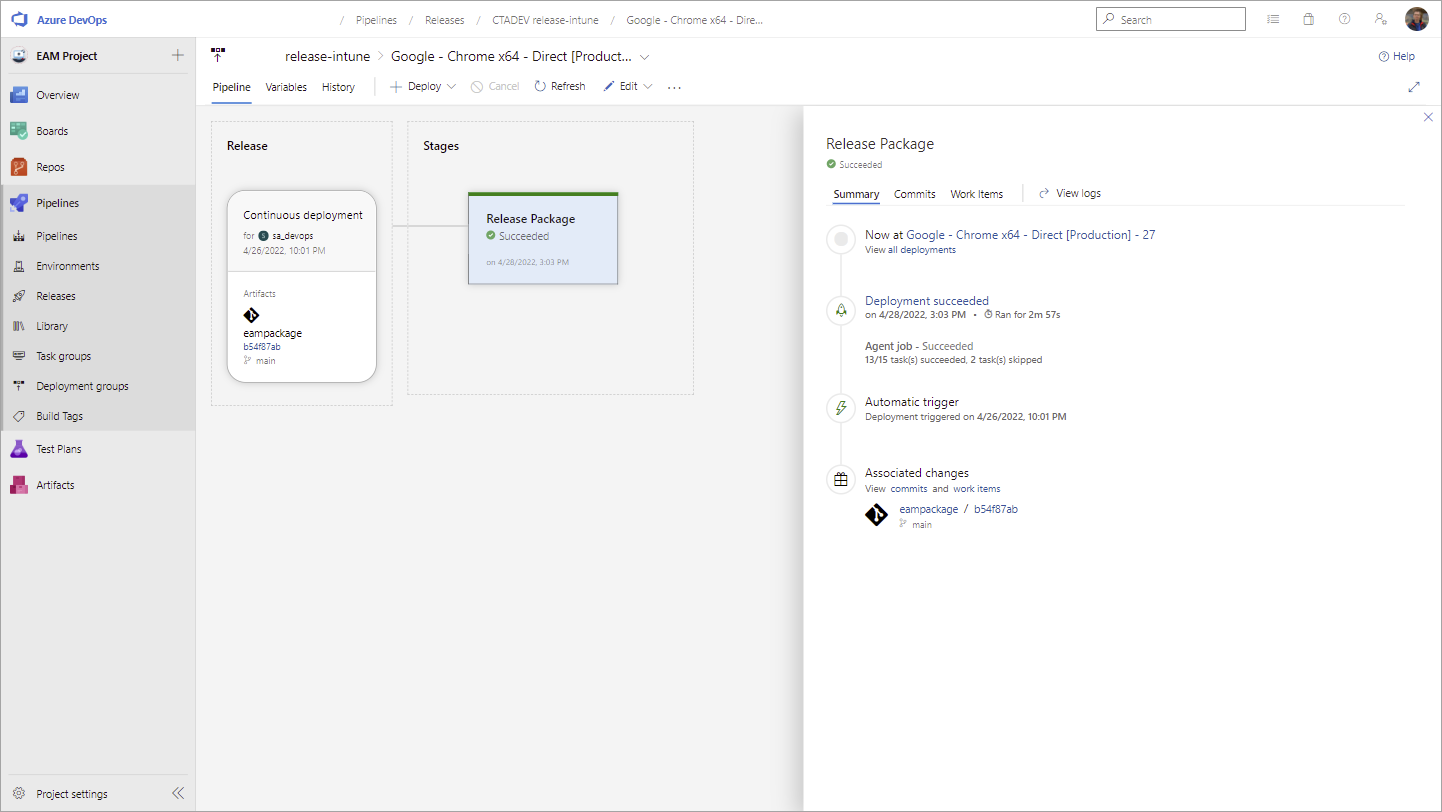 Azure DevOps
/ Pipelines / Releases / CTADEV release-intune / Google - Chrome x64 - Dire...
Search
EAM Project
Overview
Boards
Repos
Pipelines
Pipelines
Environments
Releases
Library
Task groups
Deployment groups
Build Tags
Test Plans
Artifacts
Project settings
release-intune > Google - Chrome x64 - Direct [Product...
Help
Pipeline Variables History Deploy Cancel Refresh Edit ...
Release
Continuous deployment
for S sa_devops
4/26/2022, 10:01 PM
Artifacts
eampackage
b54f87ab
main
Stages
Release Package
Succeeded
on 4/28/2022, 3:03 PM
Release Package
Succeeded
Summary Commits Work Items View logs
Now at Google - Chrome x64 - Direct [Production] - 27
View all deployments
Deployment succeeded
on 4/28/2022, 3:03 PM • Ran for 2m 57s
Agent job - Succeeded
13/15 task(s) succeeded, 2 task(s) skipped
Automatic trigger
Deployment triggered on 4/26/2022, 10:01 PM
Associated changes
View commits and work items
eampackage / b54f87ab
main